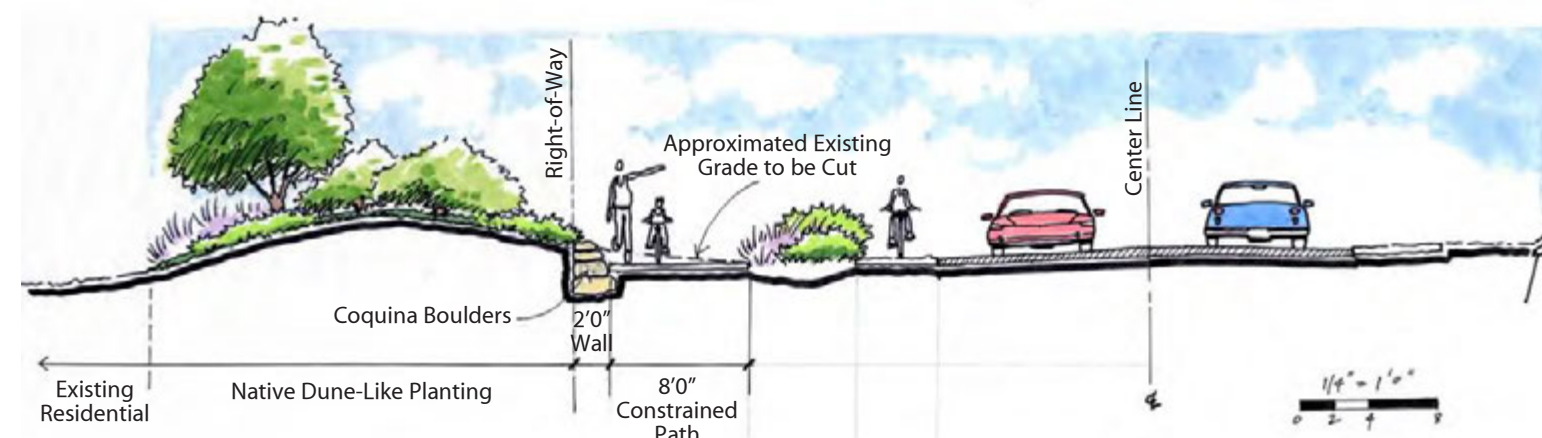 Right-of-Way
Center Line
Approximated Existing
Grade to be Cut
Coquina Boulders
2'0"
Wall
Existing
Residential
Native Dune-Like Planting
8'0"
Constrained
Path
℄
1/4" = 1'0"
0 2 4 8